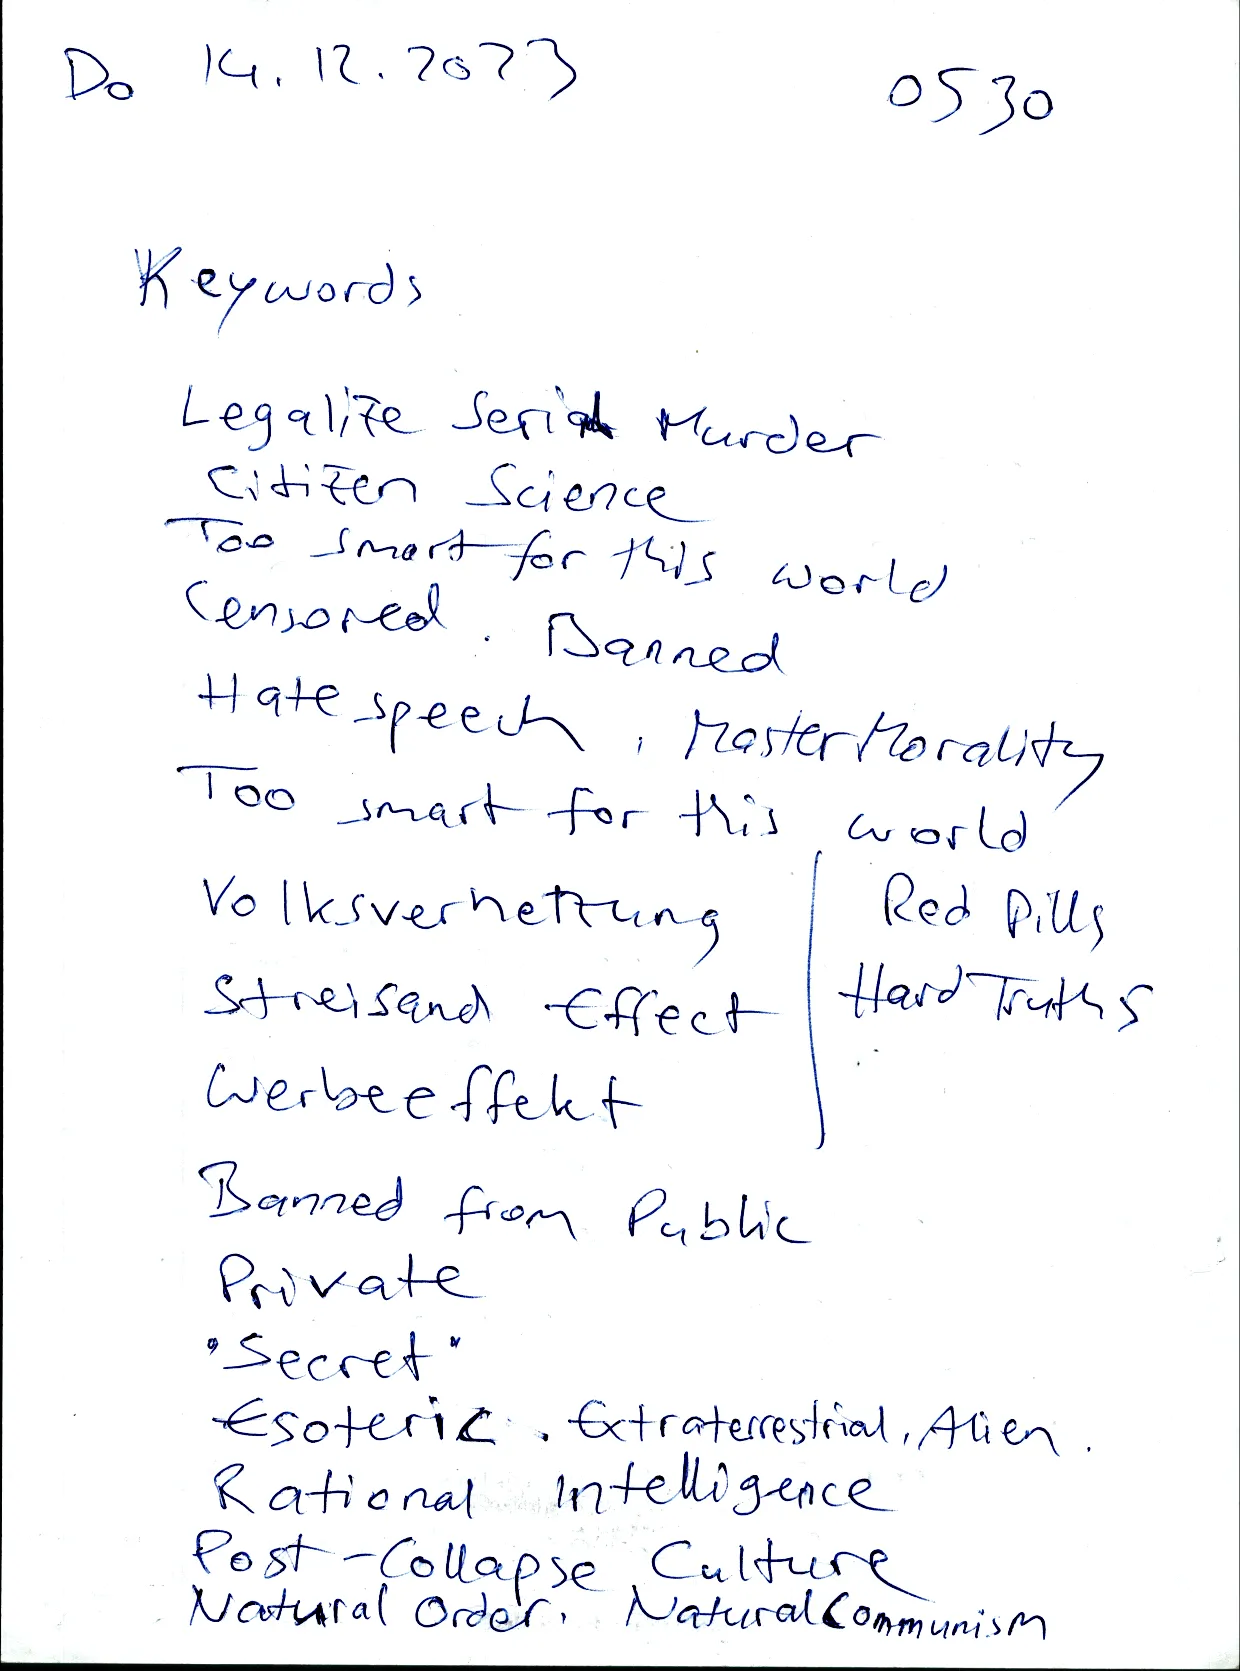 Do 14.12.2023 0530
Keywords
Legalize Serial Murder
Citizen Science
Too smart for this world
Censored. Banned
Hate speech, Master Morality
Too smart for this world
Volksverhetzung
Red Pills
Streisand Effect
Hard Truths
Werbeeffekt
Banned from Public
Private
"Secret"
Esoteric. Extraterrestrial, Alien.
Rational Intelligence
Post-Collapse Culture
Natural Order. Natural Communism